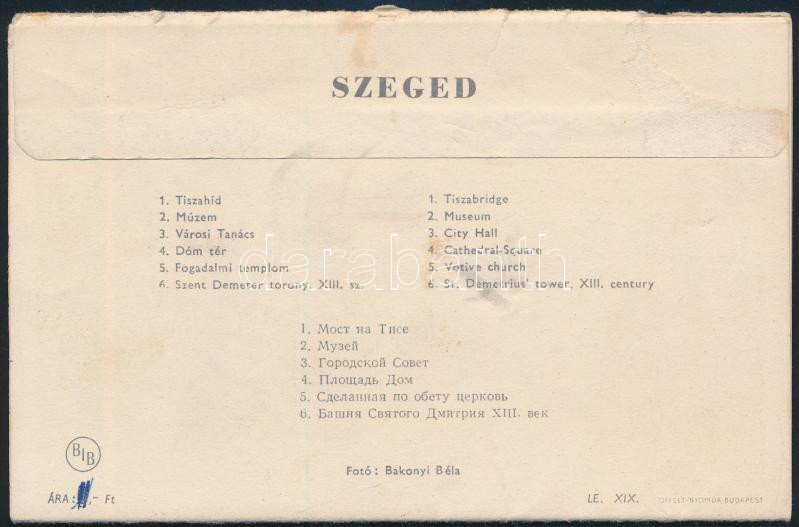 SZEGED
1. Tiszahíd
2. Múzem
3. Városi Tanács
4. Dóm tér
5. Fogadalmi templom
6. Szent Demeter torony, XIII. sz.
1. Tiszabridge
2. Museum
3. City Hall
4. Cathedral-Square
5. Votive church
6. St. Demetrius' tower, XIII. century
1. Мост на Тисе
2. Музей
3. Городской Совет
4. Площадь Дом
5. Сделанная по обету церковь
6. Башня Святого Дмитрия XIII. век
BIB
Fotó: Bakonyi Béla
ÁRA: ,- Ft
LE. XIX. OFFSET-NYOMDA, BUDAPEST
darabanth